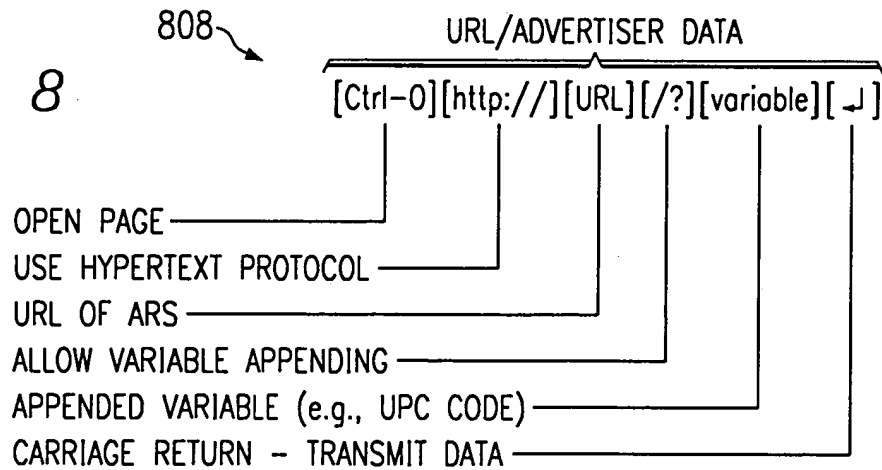 808
URL/ADVERTISER DATA
8
[Ctrl-O][http://][URL][/?][variable][↵]
OPEN PAGE
USE HYPERTEXT PROTOCOL
URL OF ARS
ALLOW VARIABLE APPENDING
APPENDED VARIABLE (e.g., UPC CODE)
CARRIAGE RETURN - TRANSMIT DATA